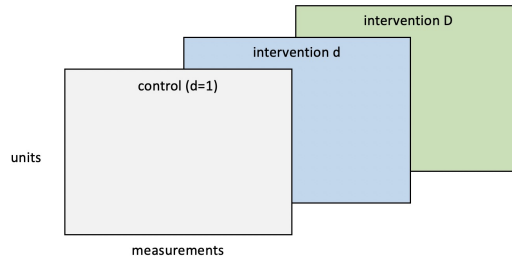 intervention D
intervention d
control (d=1)
units
measurements